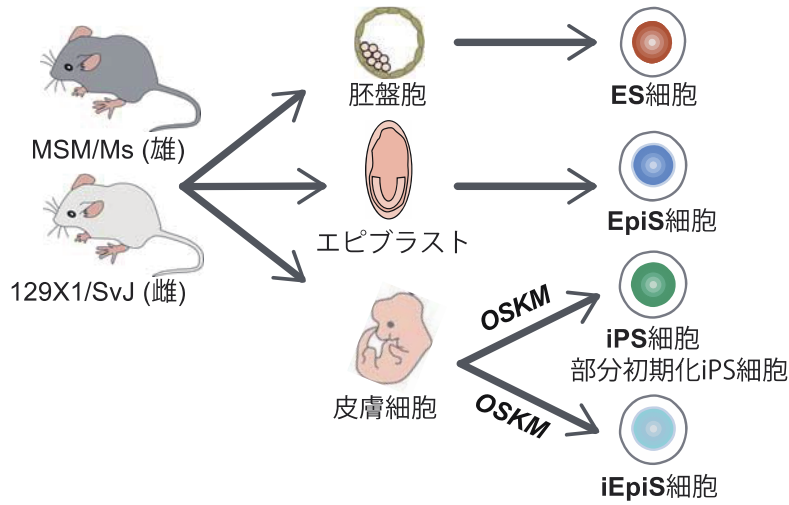 MSM/Ms (雄)
129X1/SvJ (雌)
胚盤胞
ES細胞
エピブラスト
EpiS細胞
皮膚細胞
OSKM
iPS細胞
部分初期化iPS細胞
OSKM
iEpiS細胞